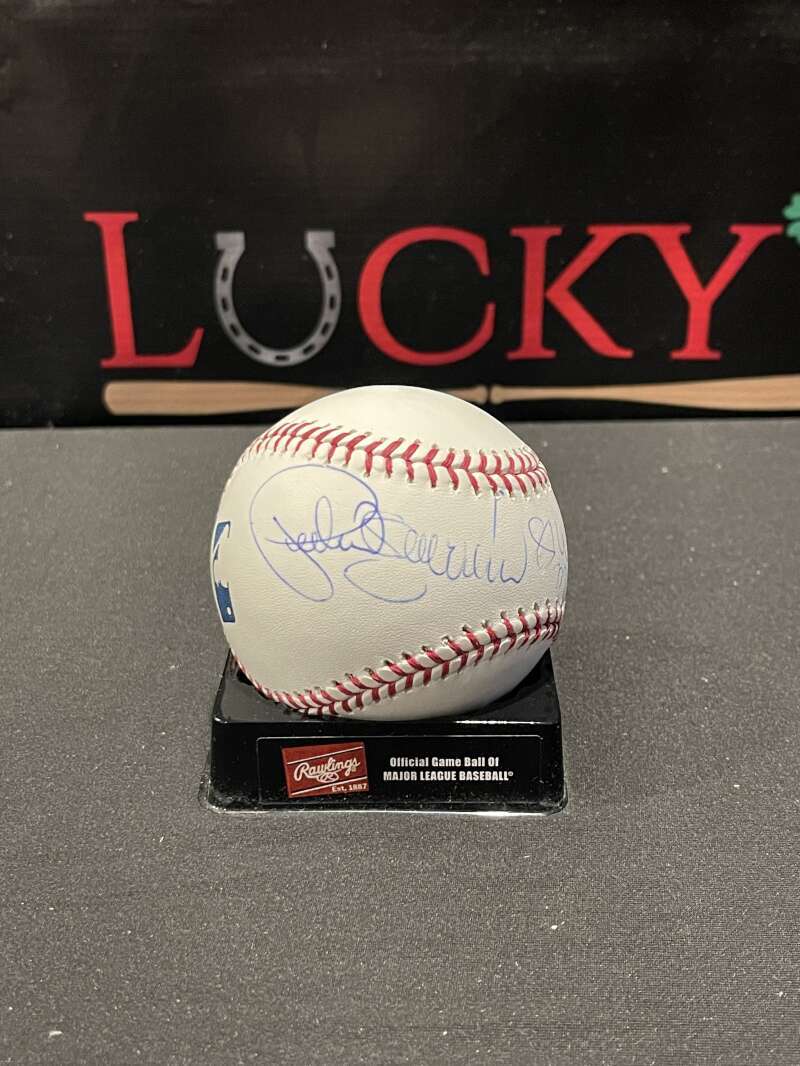 LUCKY
Rawlings
Est. 1887
Official Game Ball Of
MAJOR LEAGUE BASEBALL®